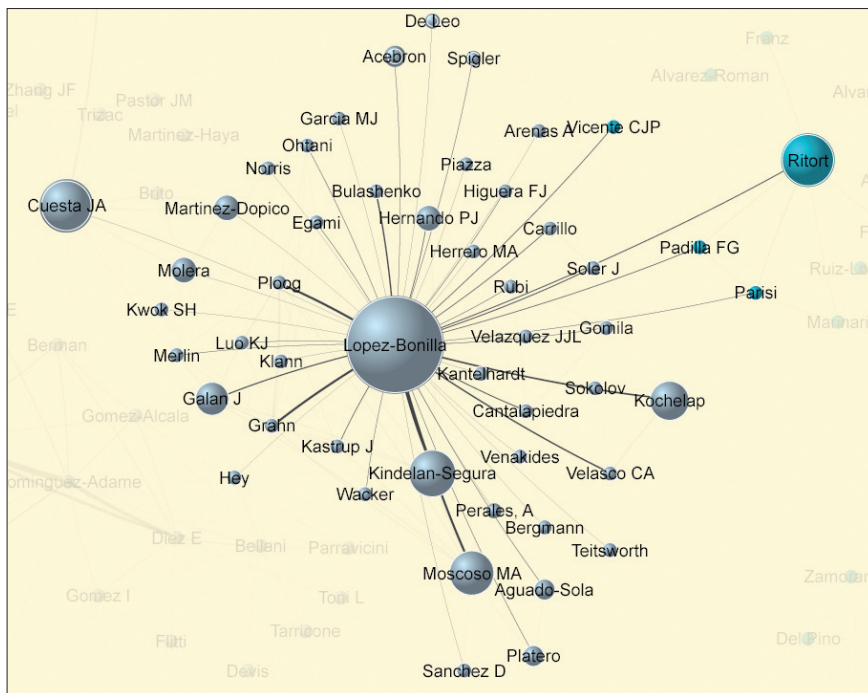 De Leo
Acebron
Spigler
Franz
Zhang JF
Alvarez-Roman
Pastor JM
Trizac
Garcia MJ
Arenas A
Vicente CJP
Martinez-Haya
Ohtani
Ritort
Norris
Piazza
Brito
Bulashenko
Higuera FJ
Cuesta JA
Martinez-Dopico
Hernando PJ
Egami
Carrillo
Herrero MA
Padilla FG
Molera
Soler J
Ploog
Rubi
Parisi
Kwok SH
Berman
Luo KJ
Lopez-Bonilla
Velazquez JJL
Gomila
Merlin
Klann
Kantelhardt
Galan J
Sokolov
Kochelap
Gomez-Alcala
Cantalapiedra
Grahn
Kastrup J
Venakides
Hey
Kindelan-Segura
Velasco CA
Wacker
Perales, A
Bergmann
Diez E
Bellani
Parravicini
Teitsworth
Moscoso MA
Aguado-Sola
Gomez I
Toni L
Tarricone
Del Pino
Platero
Devis
Sanchez D